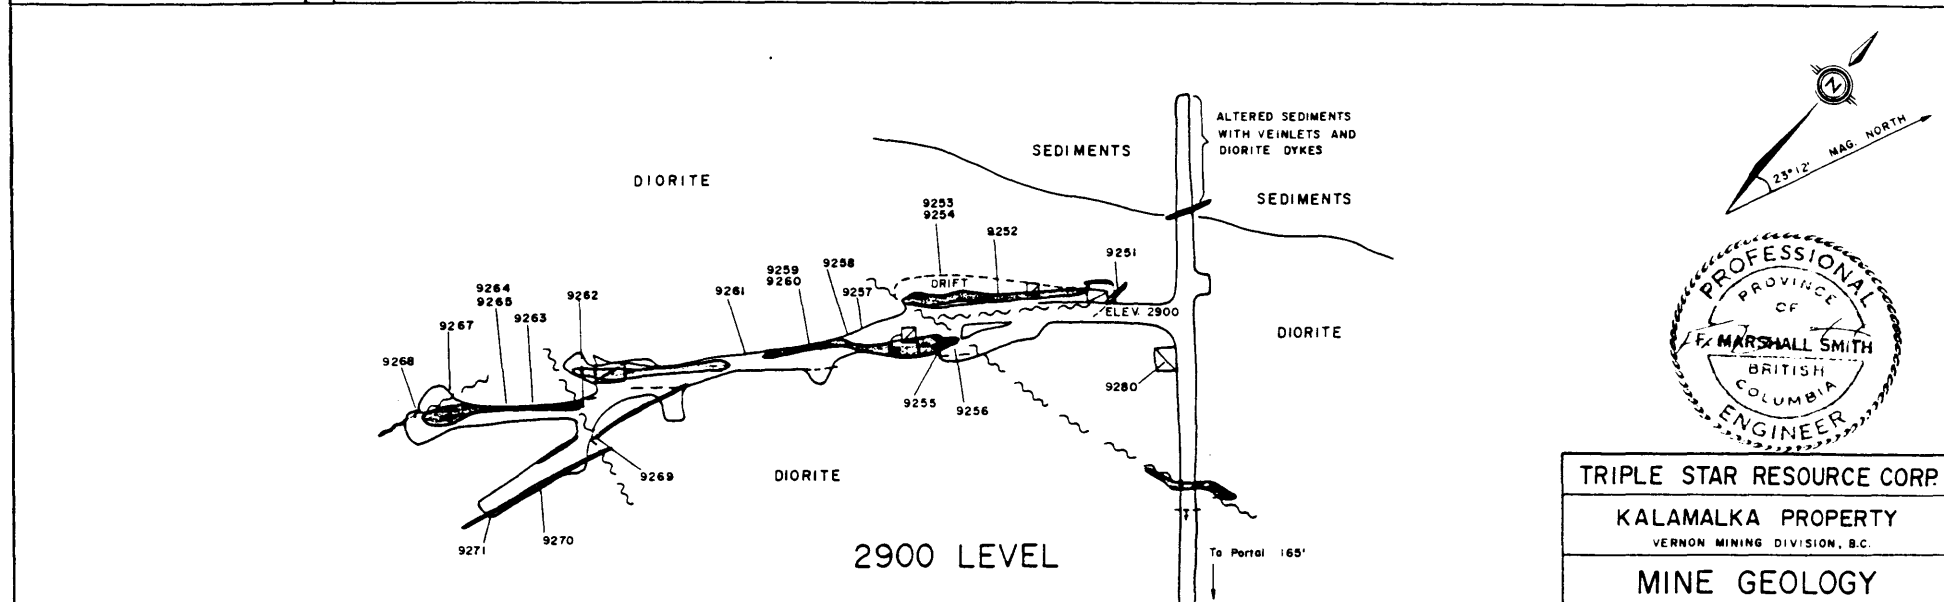 ALTERED SEDIMENTS
WITH VEINLETS AND
DIORITE DYKES
SEDIMENTS
SEDIMENTS
DIORITE
N
MAG. NORTH
23°12'
9253
9254
9252
9251
9258
9259
9260
9257
9261
9262
9264
9265
9263
9267
9268
DRIFT
ELEV. 2900
DIORITE
9280
9255
9256
DIORITE
9269
9270
9271
2900 LEVEL
To Portal 165'
PROFESSIONAL
PROVINCE
OF
F. MARSHALL SMITH
BRITISH
COLUMBIA
ENGINEER
TRIPLE STAR RESOURCE CORP.
KALAMALKA PROPERTY
VERNON MINING DIVISION, B.C.
MINE GEOLOGY